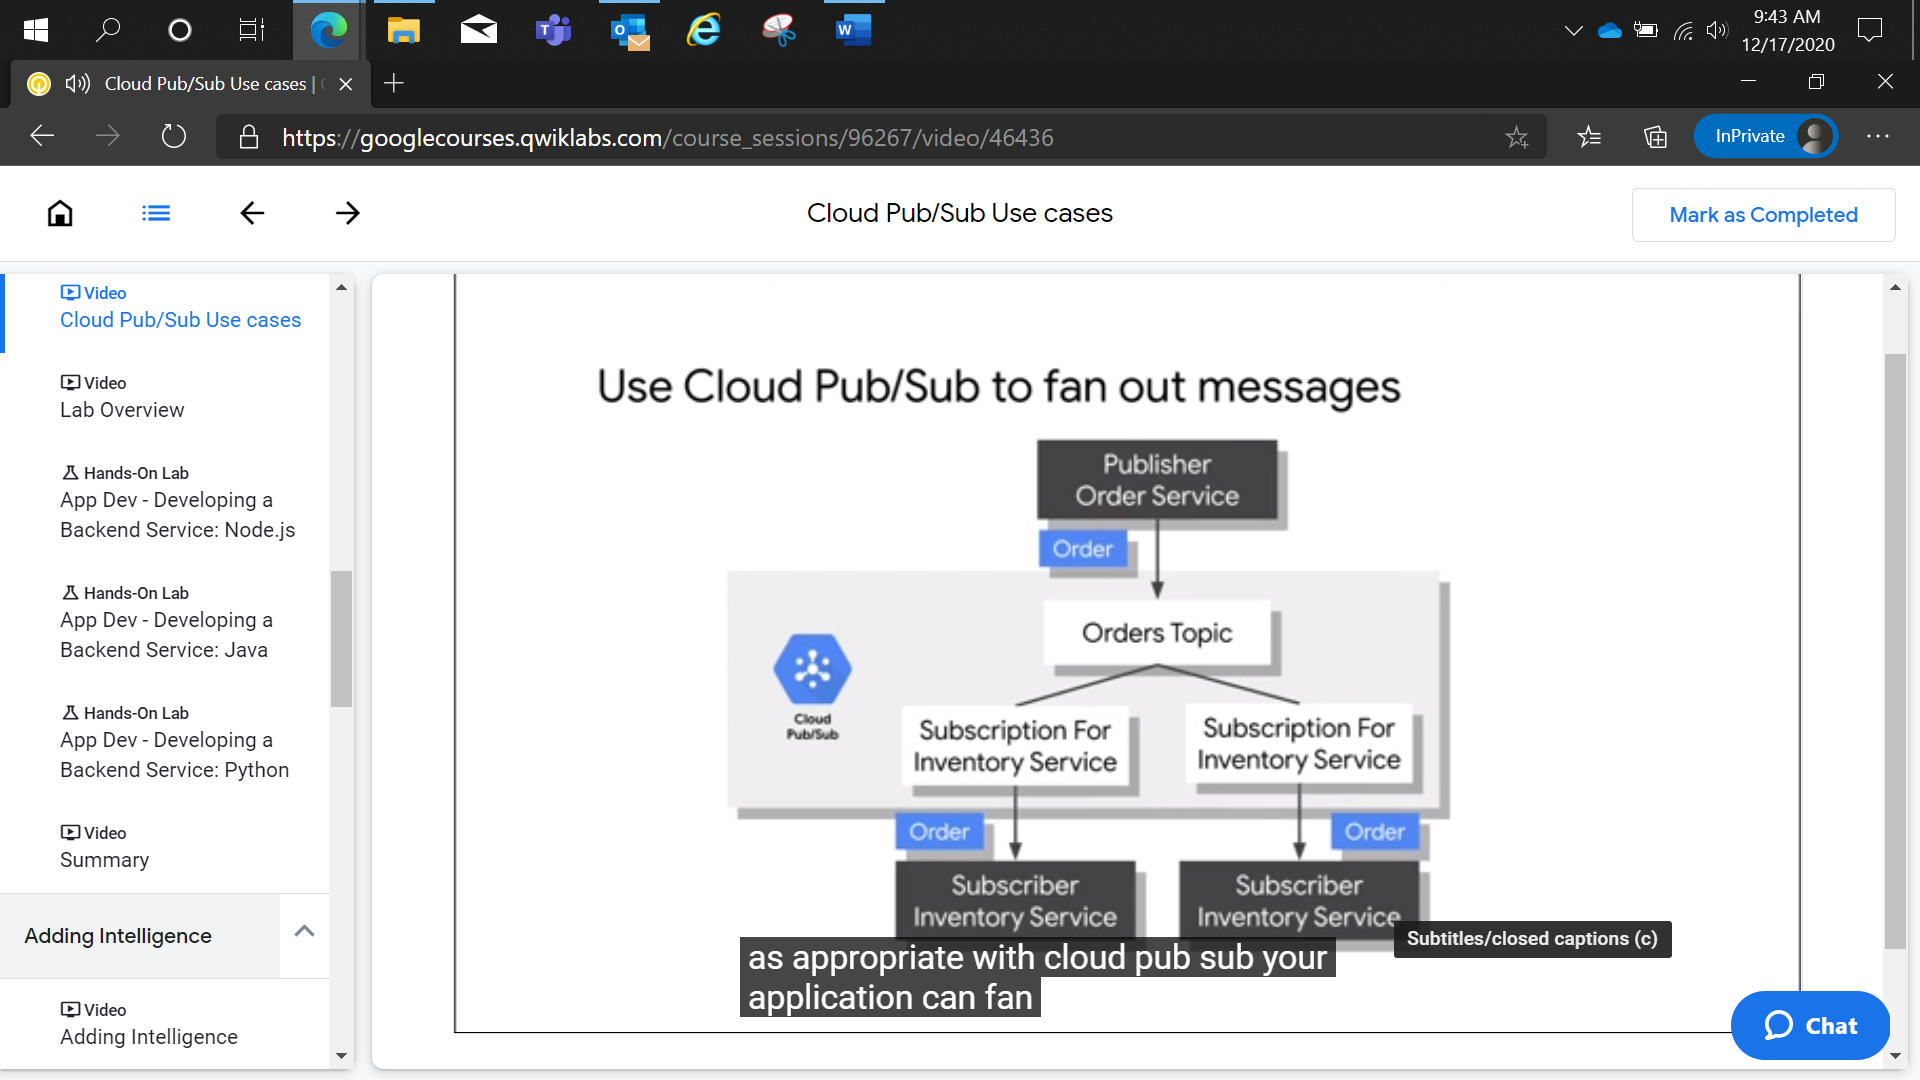 9:43 AM
12/17/2020
Cloud Pub/Sub Use cases |
https://googlecourses.qwiklabs.com/course_sessions/96267/video/46436
InPrivate
Cloud Pub/Sub Use cases
Mark as Completed
Video
Cloud Pub/Sub Use cases
Video
Lab Overview
Hands-On Lab
App Dev - Developing a
Backend Service: Node.js
Hands-On Lab
App Dev - Developing a
Backend Service: Java
Hands-On Lab
App Dev - Developing a
Backend Service: Python
Video
Summary
Adding Intelligence
Video
Adding Intelligence
Use Cloud Pub/Sub to fan out messages
Publisher
Order Service
Order
Orders Topic
Cloud
Pub/Sub
Subscription For
Inventory Service
Subscription For
Inventory Service
Order
Order
Subscriber
Inventory Service
Subscriber
Inventory Service
Subtitles/closed captions (c)
as appropriate with cloud pub sub your
application can fan
Chat